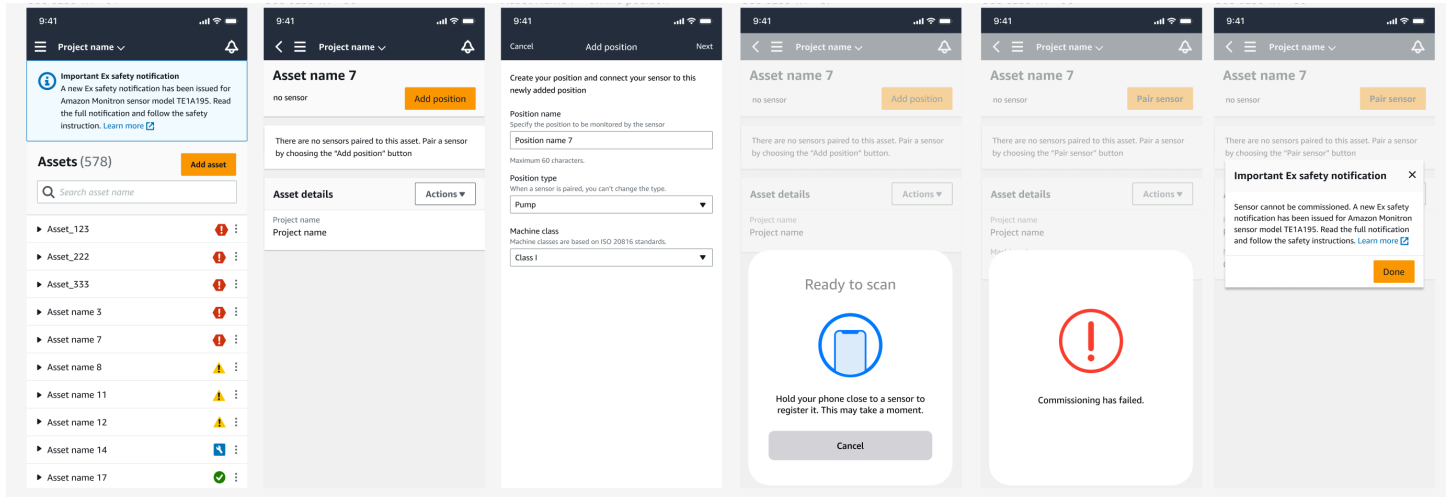 9:41
Project name
Important Ex safety notification
A new Ex safety notification has been issued for
Amazon Monitron sensor model TE1A195. Read
the full notification and follow the safety
instruction. Learn more
Assets (578)
Add asset
Search asset name
Asset_123
Asset_222
Asset_333
Asset name 3
Asset name 7
Asset name 8
Asset name 11
Asset name 12
Asset name 14
Asset name 17
9:41
Project name
Asset name 7
no sensor
Add position
There are no sensors paired to this asset. Pair a sensor
by choosing the "Add position" button
Asset details
Actions
Project name
Project name
9:41
Cancel
Add position
Next
Create your position and connect your sensor to this
newly added position
Position name
Specify the position to be monitored by the sensor
Position name 7
Maximum 60 characters.
Position type
When a sensor is paired, you can't change the type.
Pump
Machine class
Machine classes are based on ISO 20816 standards.
Class I
9:41
Project name
Asset name 7
no sensor
Add position
There are no sensors paired to this asset. Pair a sensor
by choosing the "Add position" button.
Asset details
Actions
Project name
Project name
Ready to scan
Hold your phone close to a sensor to
register it. This may take a moment.
Cancel
9:41
Project name
Asset name 7
no sensor
Pair sensor
There are no sensors paired to this asset. Pair a sensor
by choosing the "Pair sensor" button
Asset details
Actions
Project name
Project name
Commissioning has failed.
9:41
Project name
Asset name 7
no sensor
Pair sensor
There are no sensors paired to this asset. Pair a sensor
by choosing the "Pair sensor" button
Important Ex safety notification
Sensor cannot be commissioned. A new Ex safety
notification has been issued for Amazon Monitron
sensor model TE1A195. Read the full notification
and follow the safety instructions. Learn more
Done